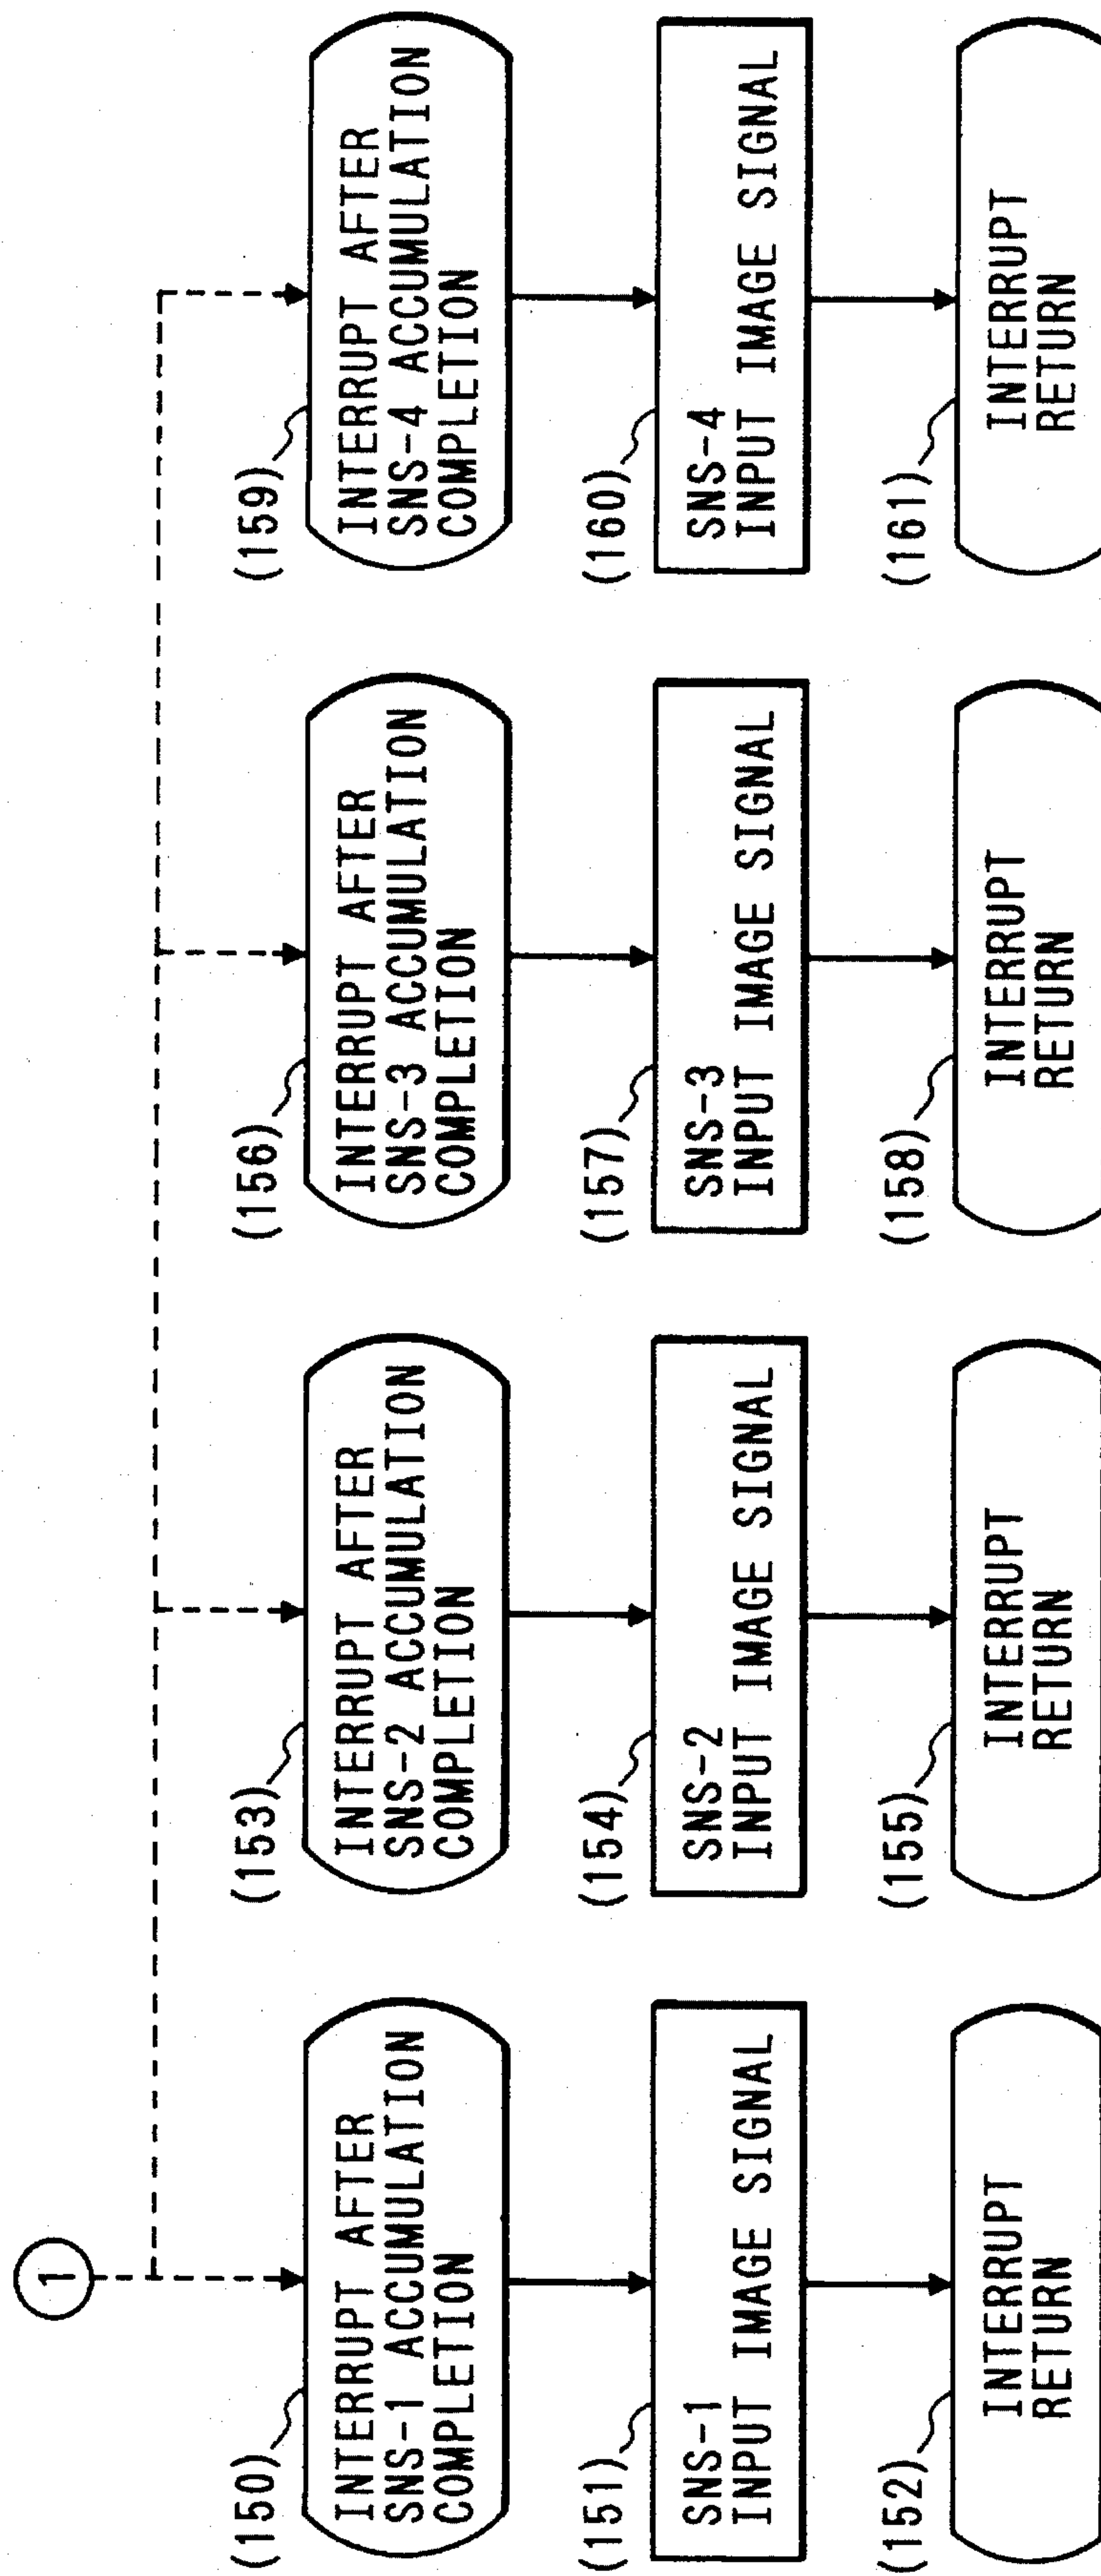 1
(150)
INTERRUPT AFTER
SNS-1 ACCUMULATION
COMPLETION
(151)
SNS-1
INPUT IMAGE SIGNAL
(152)
INTERRUPT
RETURN
(153)
INTERRUPT AFTER
SNS-2 ACCUMULATION
COMPLETION
(154)
SNS-2
INPUT IMAGE SIGNAL
(155)
INTERRUPT
RETURN
(156)
INTERRUPT AFTER
SNS-3 ACCUMULATION
COMPLETION
(157)
SNS-3
INPUT IMAGE SIGNAL
(158)
INTERRUPT
RETURN
(159)
INTERRUPT AFTER
SNS-4 ACCUMULATION
COMPLETION
(160)
SNS-4
INPUT IMAGE SIGNAL
(161)
INTERRUPT
RETURN